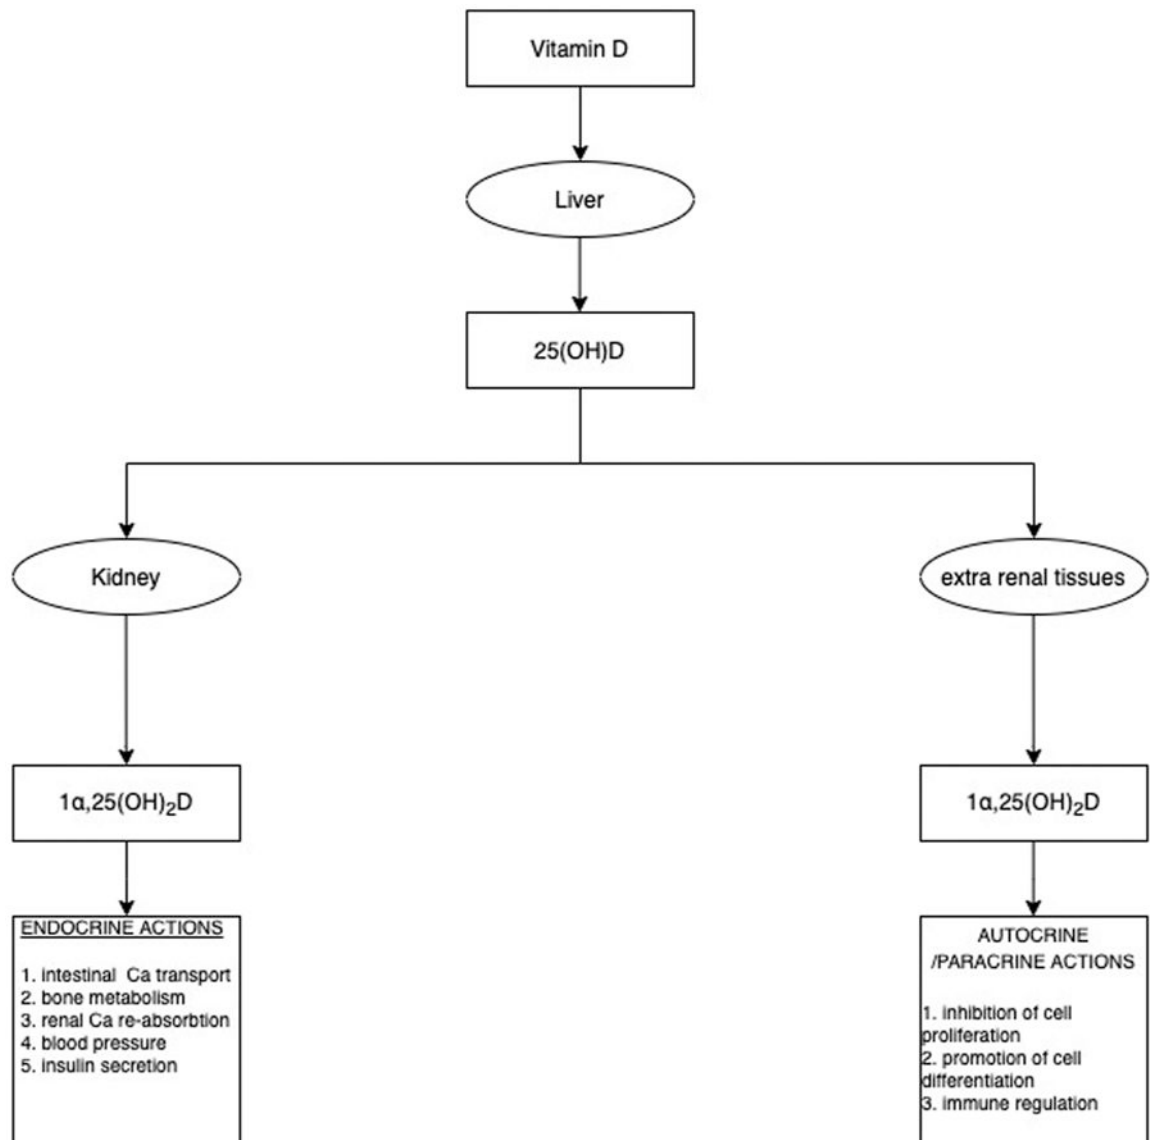 Vitamin D
Liver
25(OH)D
Kidney
extra renal tissues
1α,25(OH)₂D
1α,25(OH)₂D
ENDOCRINE ACTIONS
1. intestinal Ca transport
2. bone metabolism
3. renal Ca re-absorbtion
4. blood pressure
5. insulin secretion
AUTOCRINE
/PARACRINE ACTIONS
1. inhibition of cell
proliferation
2. promotion of cell
differentiation
3. immune regulation